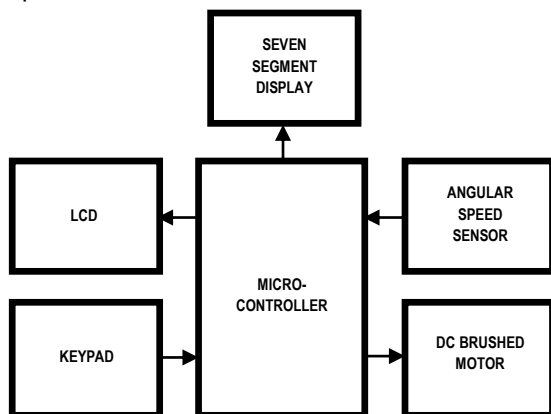 SEVEN
SEGMENT
DISPLAY
LCD
ANGULAR
SPEED
SENSOR
MICRO-
CONTROLLER
KEYPAD
DC BRUSHED
MOTOR